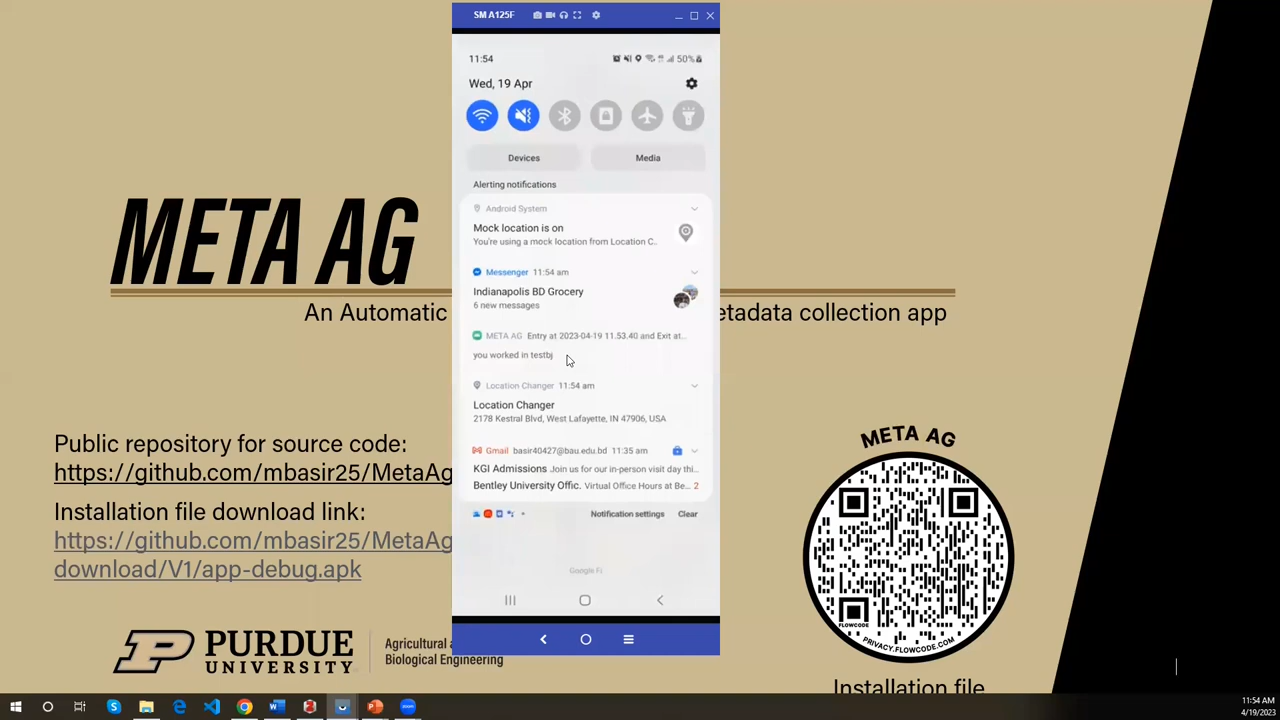 SM A125F
11:54
50%
Wed, 19 Apr
Devices
Media
Alerting notifications
Android System
Mock location is on
You're using a mock location from Location C..
Messenger 11:54 am
Indianapolis BD Grocery
6 new messages
META AG Entry at 2023-04-19 11.53.40 and Exit at...
you worked in testbj
Location Changer 11:54 am
Location Changer
2178 Kestral Blvd, West Lafayette, IN 47906, USA
Gmail basir40427@bau.edu.bd 11:35 am
KGI Admissions Join us for our in-person visit day thi...
Bentley University Offic. Virtual Office Hours at Be... 2
Notification settings Clear
Google Fi
META AG
An Automatic
etadata collection app
Public repository for source code:
https://github.com/mbasir25/MetaAg
Installation file download link:
https://github.com/mbasir25/MetaAg
download/V1/app-debug.apk
PURDUE
UNIVERSITY
Agricultural a
Biological Engineering
META AG
FLOWCODE
PRIVACY.FLOWCODE.COM
Installation file
11:54 AM
4/19/2023